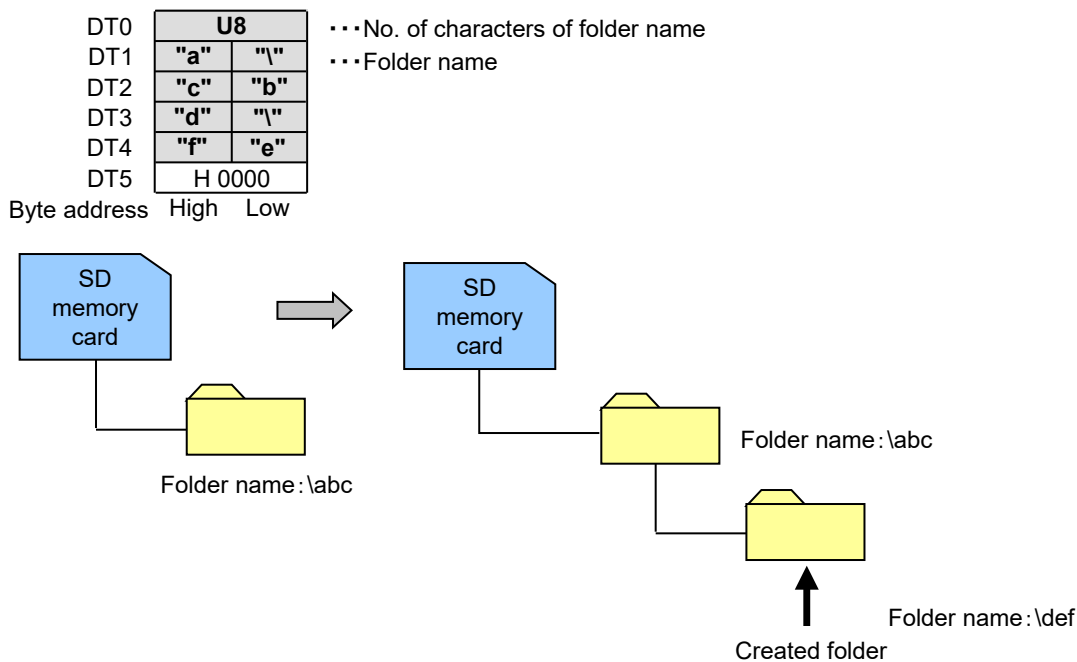 DT0 U8 ･･･No. of characters of folder name
DT1 "a" "\" ･･･Folder name
DT2 "c" "b"
DT3 "d" "\"
DT4 "f" "e"
DT5 H 0000
Byte address High Low
SD
memory
card
Folder name:\abc
SD
memory
card
Folder name:\abc
Folder name:\def
Created folder